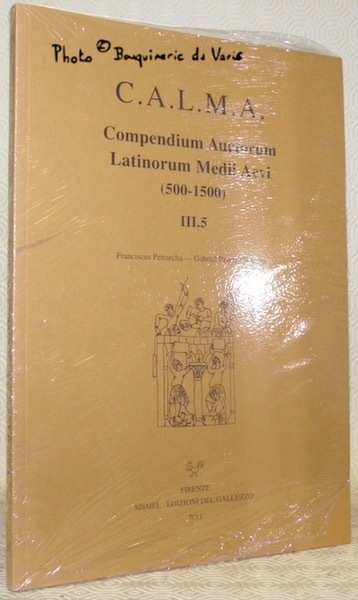 Photo © Bouquinerie du Varis
C.A.L.M.A.
Compendium Auctorum
Latinorum Medii Aevi
(500-1500)
III.5
Franciscus Petrarcha — Gabriel
FIRENZE
SISMEL · EDIZIONI DEL GALLUZZO